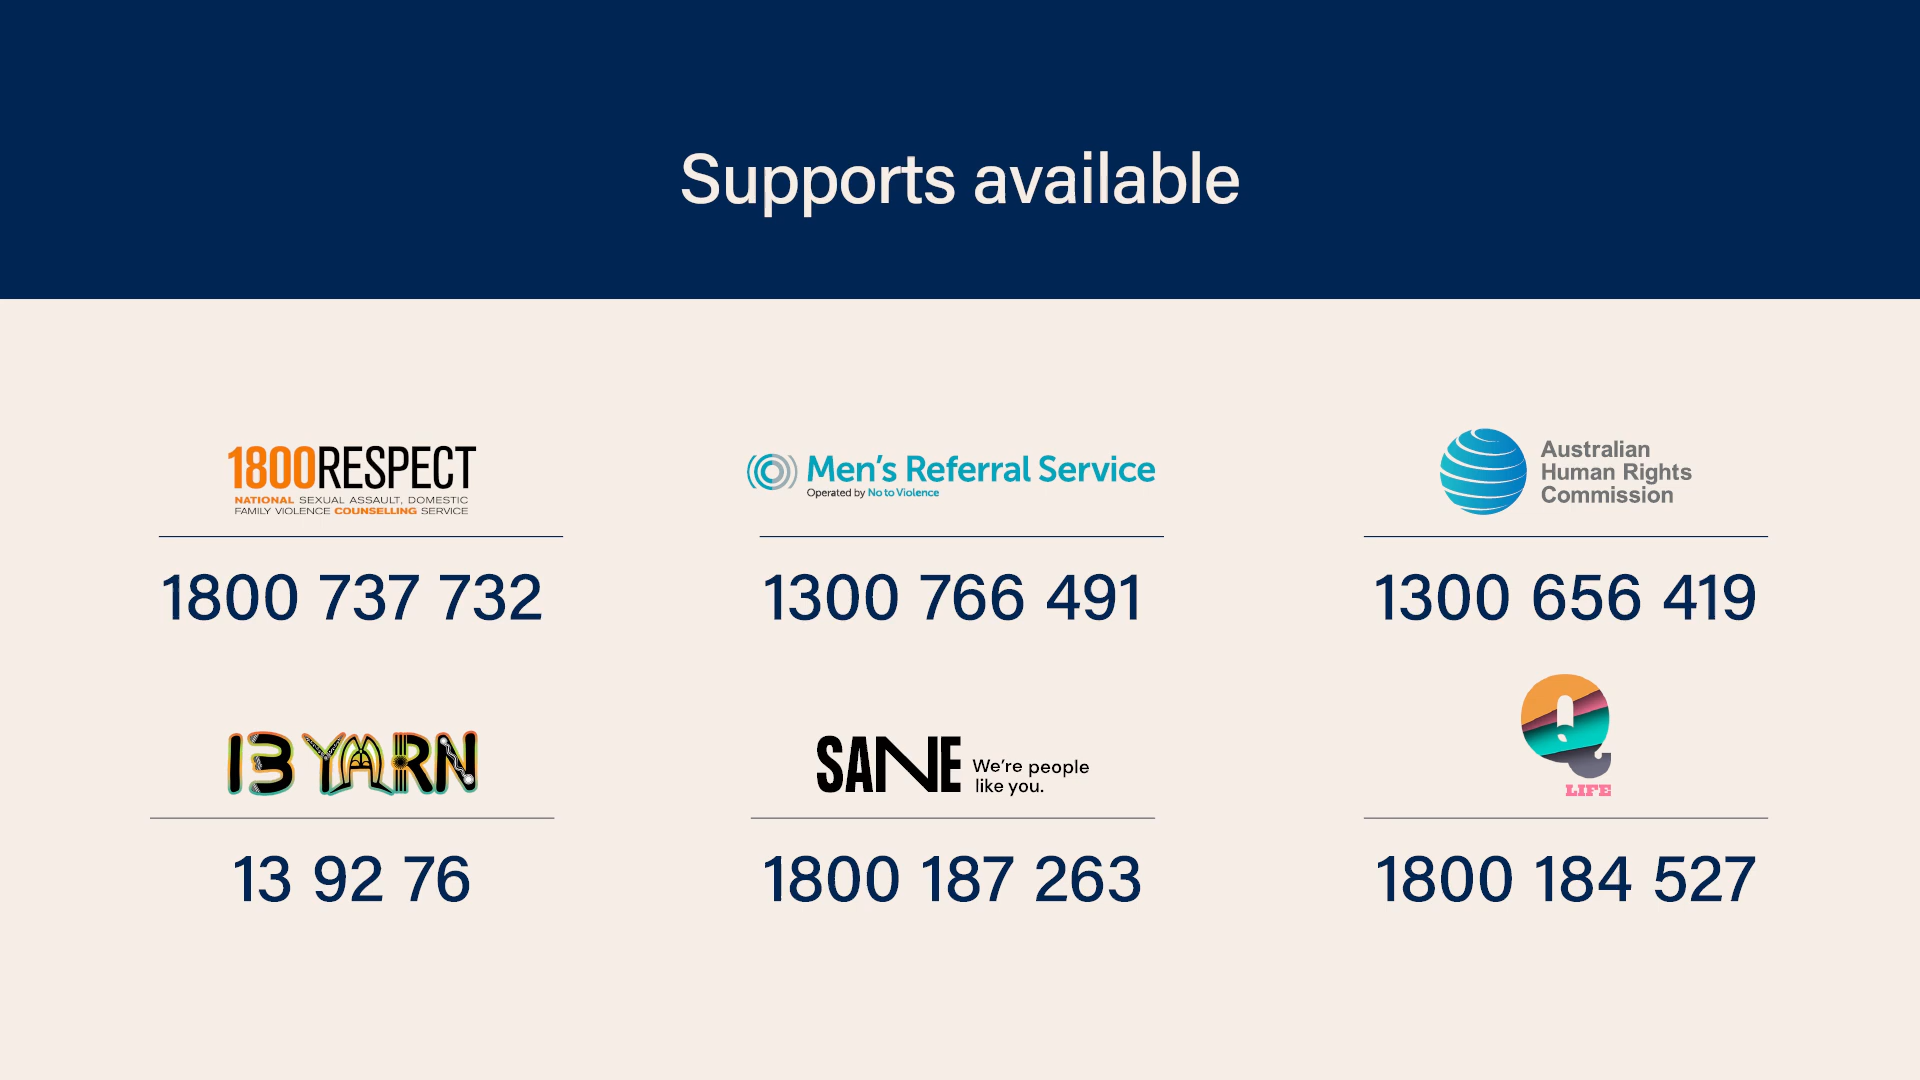 Supports available
1800RESPECT
NATIONAL SEXUAL ASSAULT, DOMESTIC
FAMILY VIOLENCE COUNSELLING SERVICE
1800 737 732
Men's Referral Service
Operated by No to Violence
1300 766 491
Australian
Human Rights
Commission
1300 656 419
13 YARN
13 92 76
SANE
We're people
like you.
1800 187 263
Q
LIFE
1800 184 527